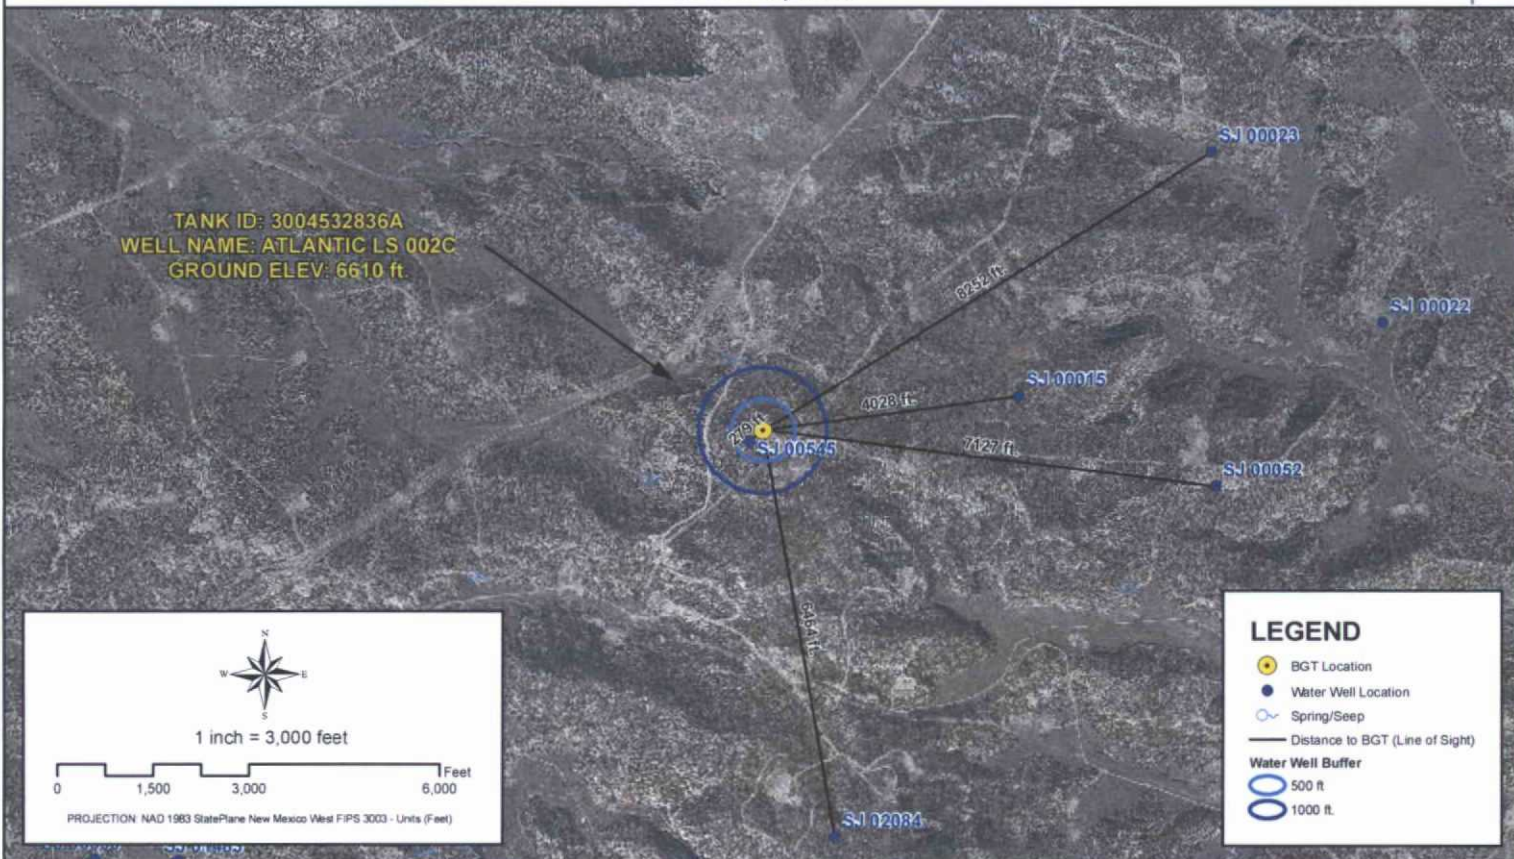 SJ 00023
TANK ID: 3004532836A
WELL NAME: ATLANTIC LS 002C
GROUND ELEV: 6610 ft.
8252 ft.
SJ 00022
SJ 00015
4028 ft.
279 ft.
SJ 00545
7127 ft.
SJ 00052
6464 ft.
SJ 02084
N
W E
S
1 inch = 3,000 feet
Feet
0 1,500 3,000 6,000
PROJECTION: NAD 1983 StatePlane New Mexico West FIPS 3003 - Units (Feet)
LEGEND
BGT Location
Water Well Location
Spring/Seep
Distance to BGT (Line of Sight)
Water Well Buffer
500 ft
1000 ft.